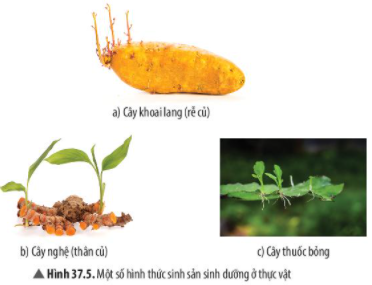 a) Cây khoai lang (rễ củ)
b) Cây nghệ (thân củ)
c) Cây thuốc bỏng
▲ Hình 37.5. Một số hình thức sinh sản sinh dưỡng ở thực vật